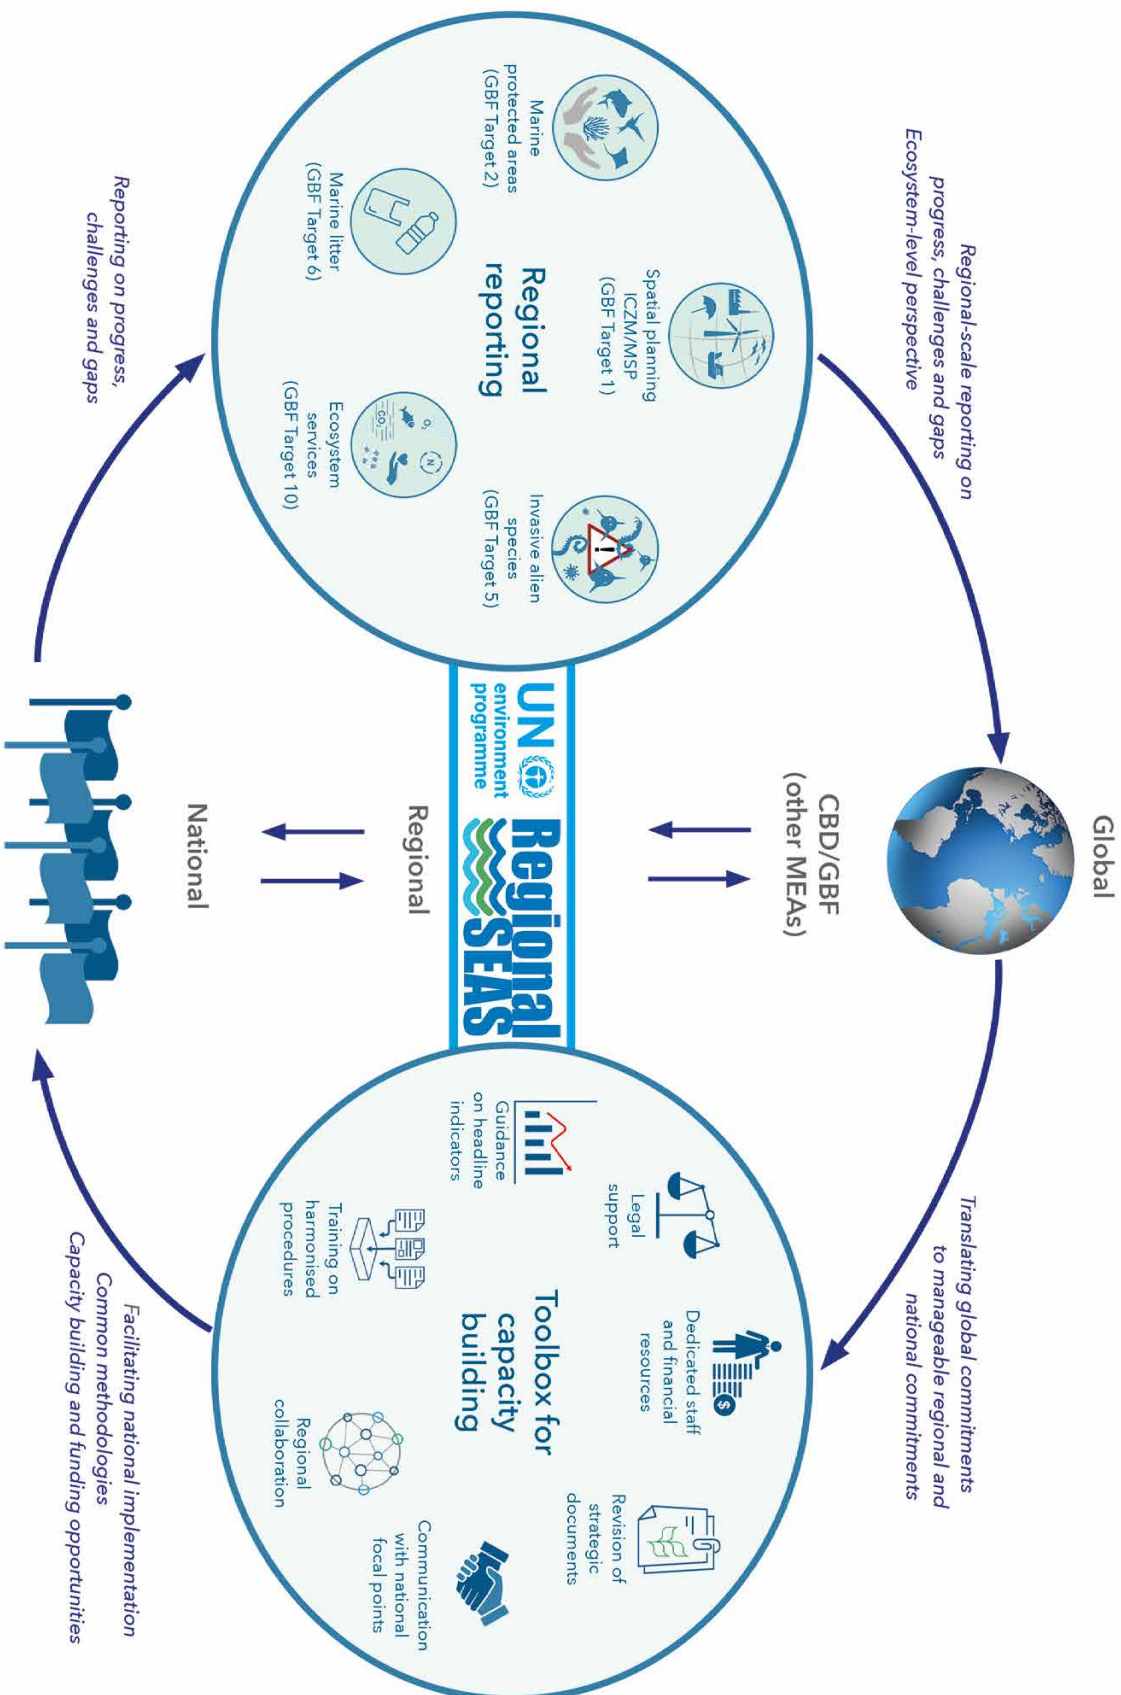 Global
CBD/GBF
(other MEAs)
Regional-scale reporting on
progress, challenges and gaps
Ecosystem-level perspective
Translating global commitments
to manageable regional and
national commitments
Regional
reporting
Spatial planning
ICZM/MSP
(GBF Target 1)
Marine
protected areas
(GBF Target 2)
Invasive alien
species
(GBF Target 5)
Marine litter
(GBF Target 6)
O₂
N
CO₂
Ecosystem
services
(GBF Target 10)
UN
environment
programme
Regional
SEAS
Toolbox for
capacity
building
$
Dedicated staff
and financial
resources
Legal
support
Revision of
strategic
documents
Guidance
on headline
indicators
Communication
with national
focal points
Training on
harmonised
procedures
Regional
collaboration
Regional
National
Reporting on progress,
challenges and gaps
Facilitating national implementation
Common methodologies
Capacity building and funding opportunities